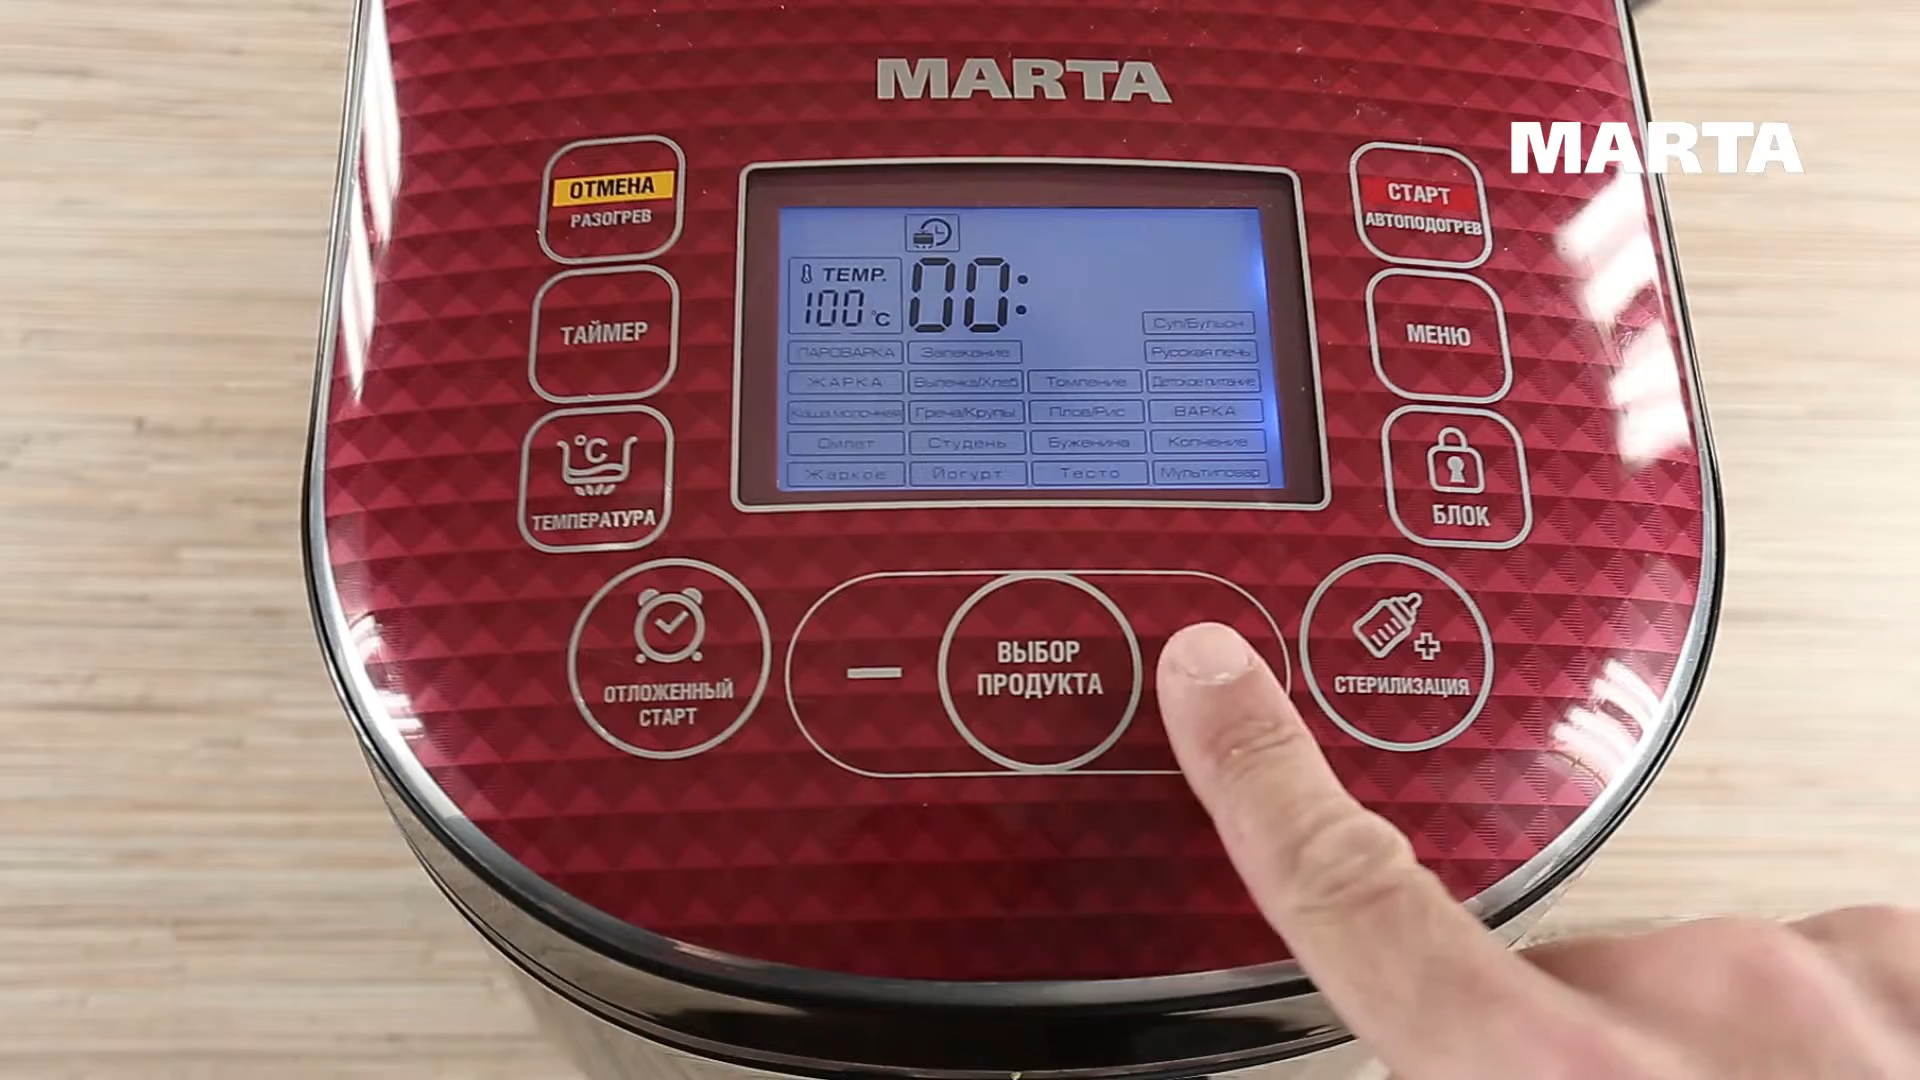 MARTA
MARTA
ОТМЕНА
РАЗОГРЕВ
СТАРТ
АВТОПОДОГРЕВ
ТАЙМЕР
МЕНЮ
°C
ТЕМПЕРАТУРА
БЛОК
TEMP.
100 °C
00:
Суп/Бульон
ПАРОВАРКА Запекание Русская печь
ЖАРКА Выпечка/Хлеб Томление Детское питание
Каша молочная Греча/Крупы Плов/Рис ВАРКА
Омлет Студень Буженина Копчение
Жаркое Йогурт Тесто Мультиповар
ОТЛОЖЕННЫЙ
СТАРТ
–
ВЫБОР
ПРОДУКТА
СТЕРИЛИЗАЦИЯ